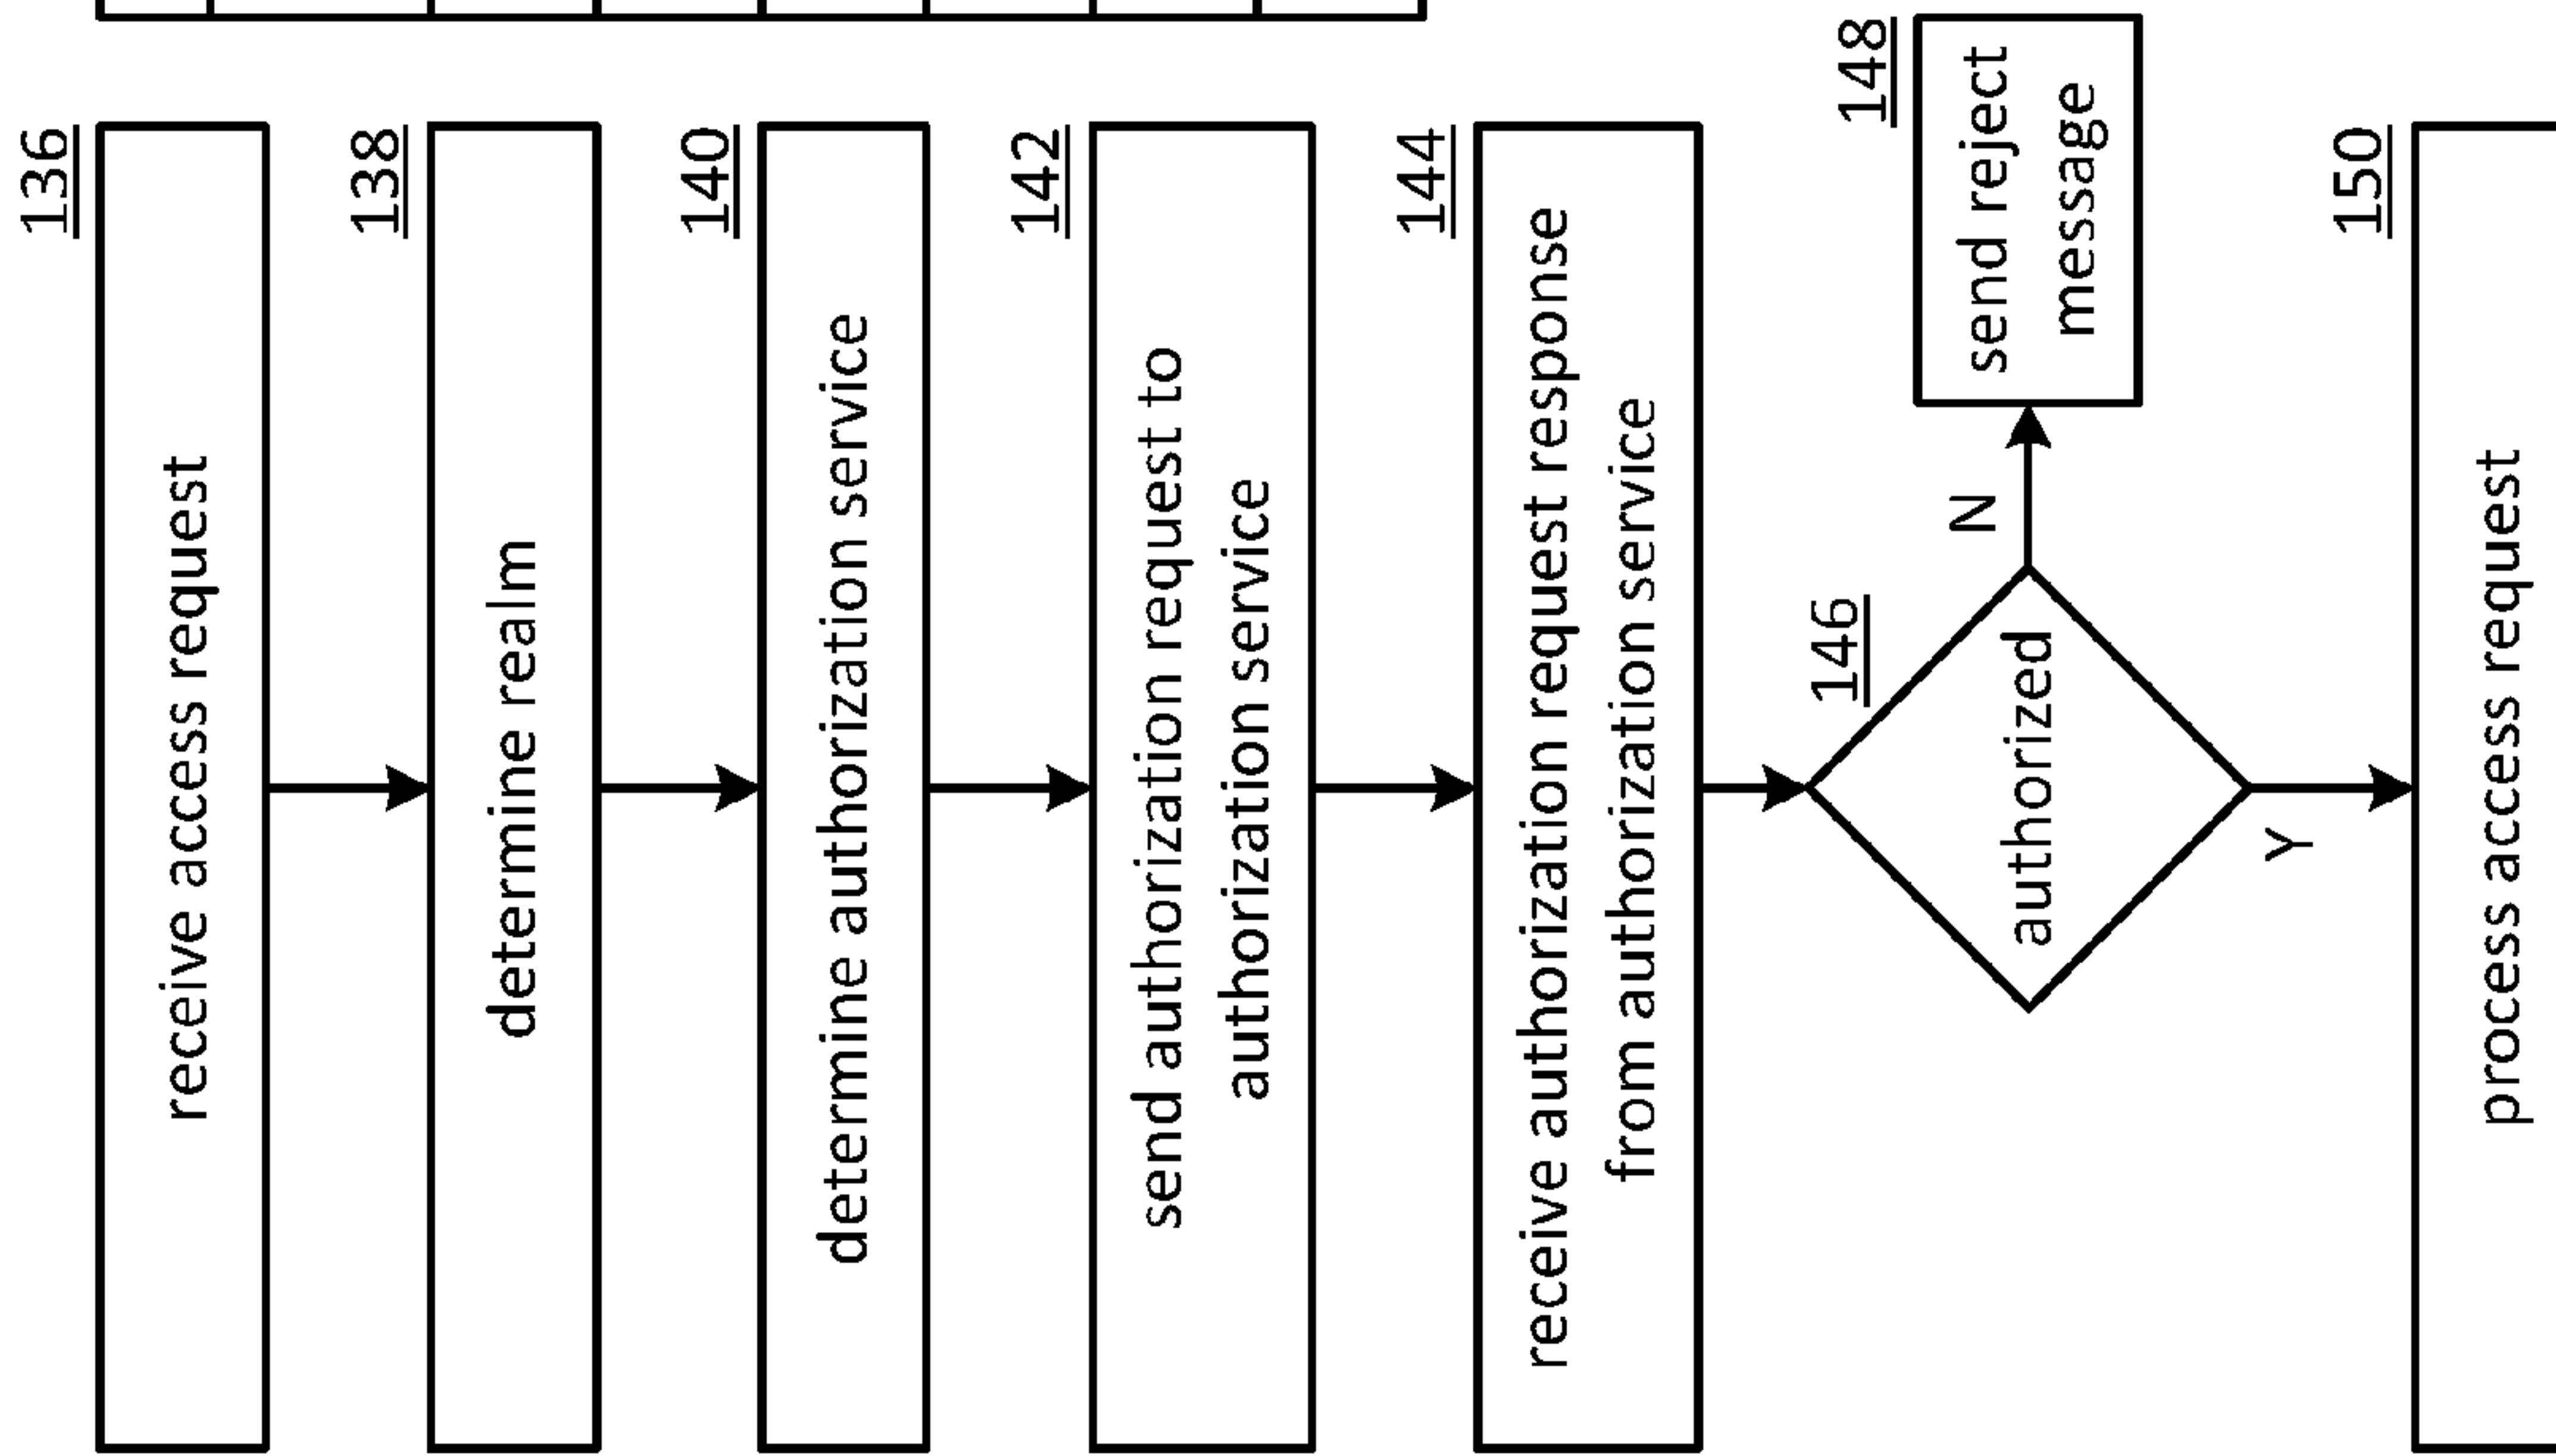 136
receive access request
138
determine realm
140
determine authorization service
142
send authorization request to
authorization service
144
receive authorization request response
from authorization service
146
authorized
N
148
send reject
message
Y
150
process access request